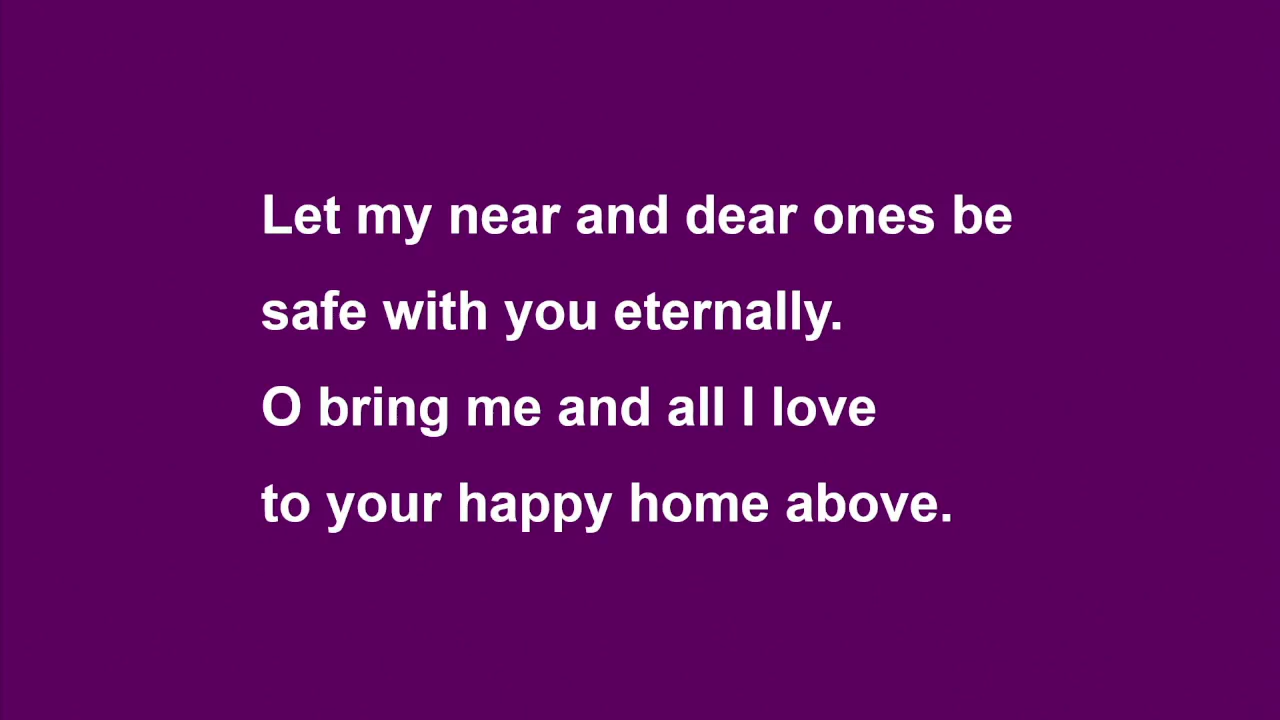 Let my near and dear ones be
safe with you eternally.
O bring me and all I love
to your happy home above.